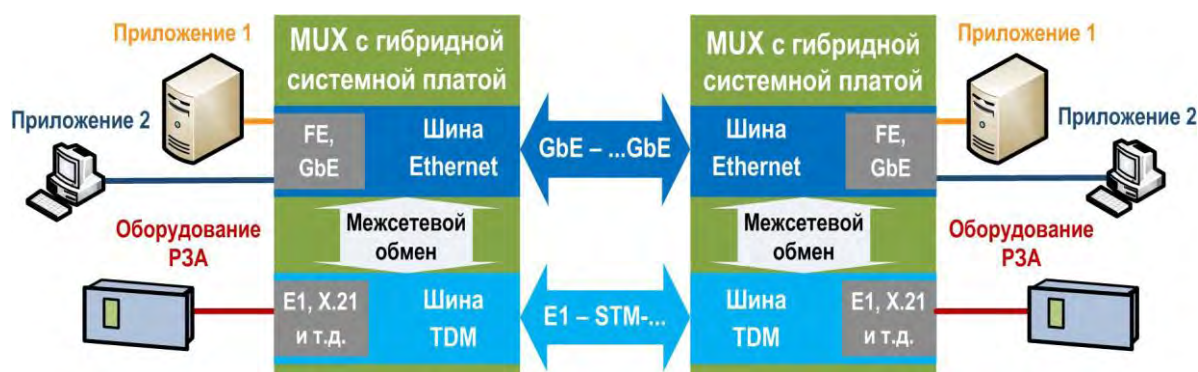 Приложение 1
Приложение 2
Оборудование
РЗА
MUX с гибридной
системной платой
FE,
GbE
Шина
Ethernet
Межсетевой
обмен
E1, X.21
и т.д.
Шина
TDM
GbE – ...GbE
E1 – STM-...
MUX с гибридной
системной платой
Шина
Ethernet
FE,
GbE
Межсетевой
обмен
Шина
TDM
E1, X.21
и т.д.
Приложение 1
Приложение 2
Оборудование
РЗА